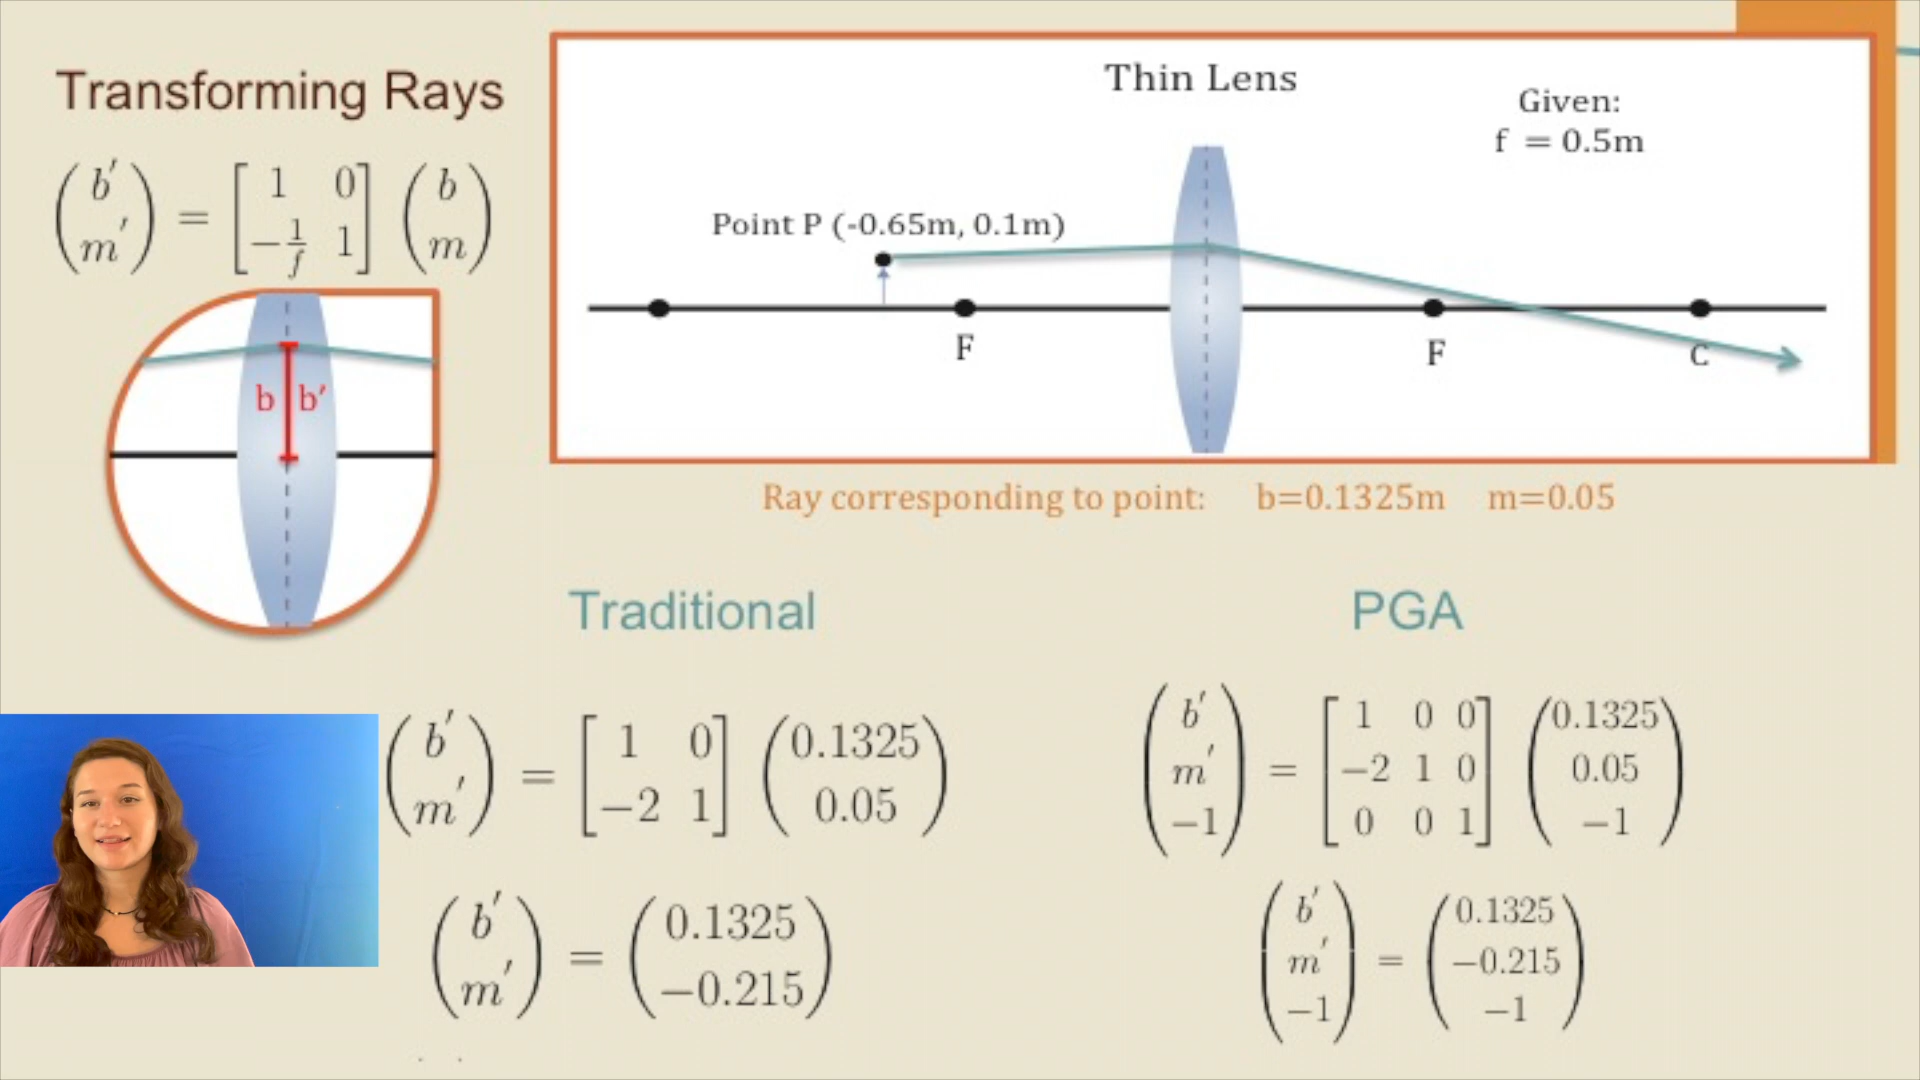 Transforming Rays
(b′ m′) = [1 0 −1/f 1] (b m)
b b′
Thin Lens
Given:
f = 0.5m
Point P (-0.65m, 0.1m)
F
F
C
Ray corresponding to point: b=0.1325m m=0.05
Traditional
(b′ m′) = [1 0 −2 1] (0.1325 0.05)
(b′ m′) = (0.1325 −0.215)
PGA
(b′ m′ −1) = [1 0 0 −2 1 0 0 0 1] (0.1325 0.05 −1)
(b′ m′ −1) = (0.1325 −0.215 −1)